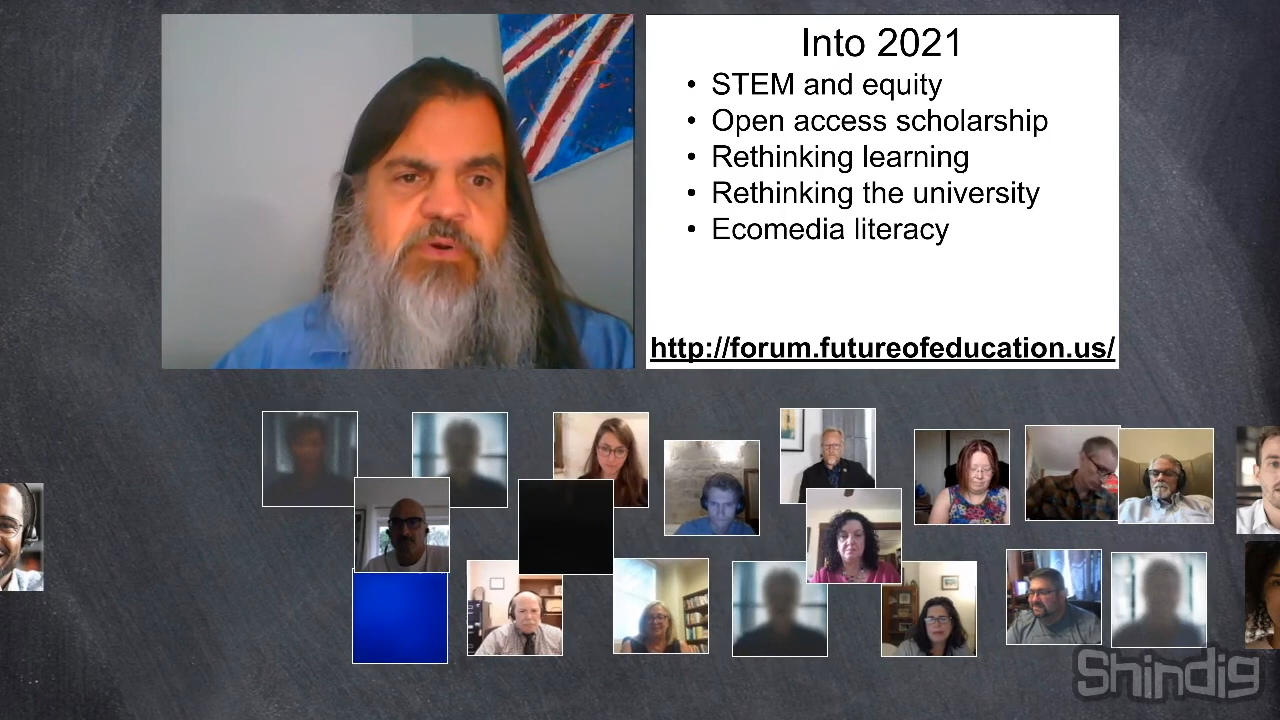 Into 2021
• STEM and equity
• Open access scholarship
• Rethinking learning
• Rethinking the university
• Ecomedia literacy
http://forum.futureofeducation.us/
Shindig